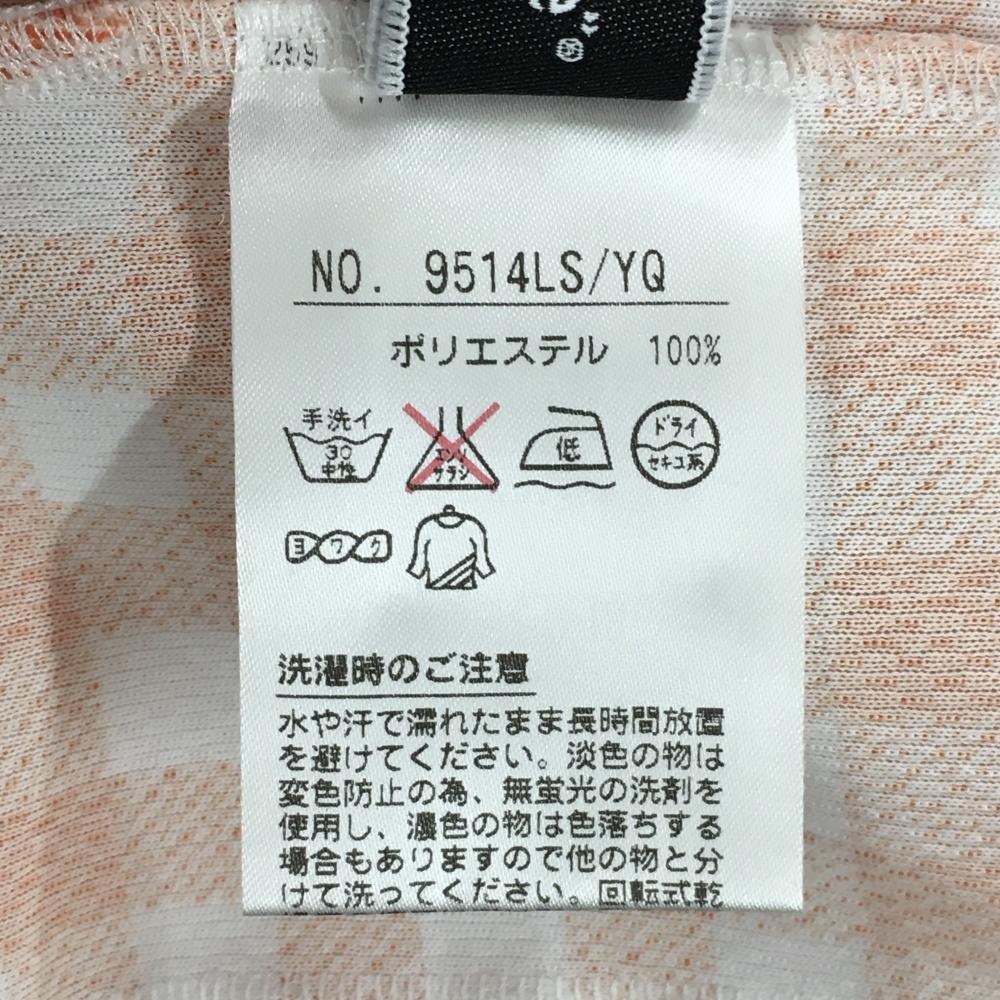 NO. 9514LS/YQ
ポリエステル 100%
手洗イ
30
中性
エンソ
サラシ
低
ドライ
セキユ系
ヨワク
洗濯時のご注意
水や汗で濡れたまま長時間放置
を避けてください。淡色の物は
変色防止の為、無蛍光の洗剤を
使用し、濃色の物は色落ちする
場合もありますので他の物と分
けて洗ってください。回転式乾